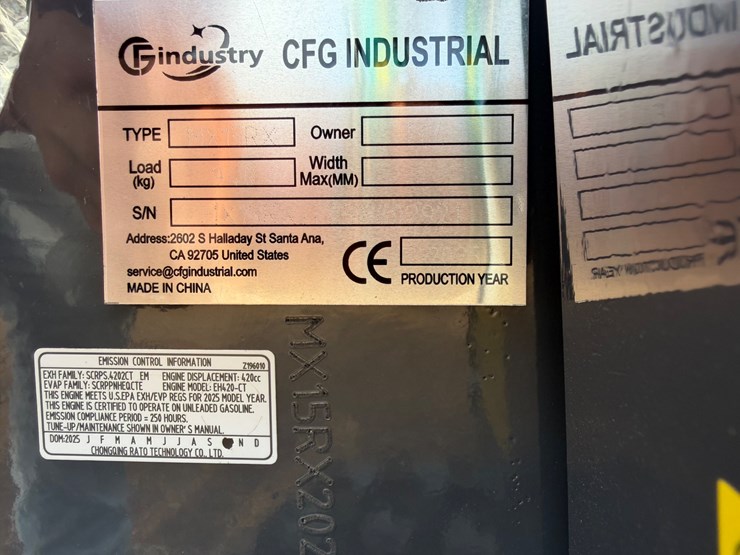 CFindustry CFG INDUSTRIAL
TYPE RX Owner
Load (kg) Width Max(MM)
S/N
Address:2602 S Halladay St Santa Ana,
CA 92705 United States
service@cfgindustrial.com
MADE IN CHINA
CE PRODUCTION YEAR
EMISSION CONTROL INFORMATION Z196010
EXH FAMILY: SCRPS.4202CT EM ENGINE DISPLACEMENT: 420cc
EVAP FAMILY: SCRPPNHEQCTE ENGINE MODEL: EH420-CT
THIS ENGINE MEETS U.S.EPA EXH/EVP REGS FOR 2025 MODEL YEAR.
THIS ENGINE IS CERTIFIED TO OPERATE ON UNLEADED GASOLINE.
EMISSION COMPLIANCE PERIOD = 250 HOURS.
TUNE-UP/MAINTENANCE SHOWN IN OWNER'S MANUAL.
DOM:2025 J F M A M J J A S N D
CHONGQING RATO TECHNOLOGY CO., LTD.
MX15RX202